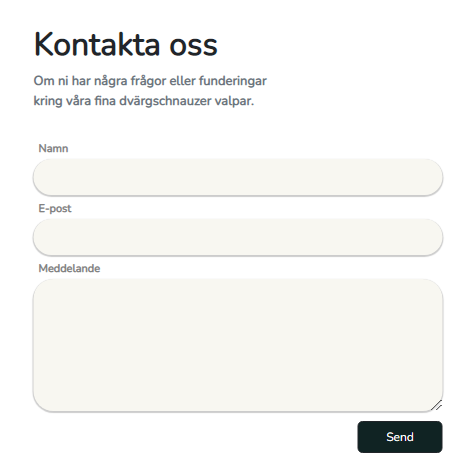 Kontakta oss
Om ni har några frågor eller funderingar
kring våra fina dvärgschnauzer valpar.
Namn
E-post
Meddelande
Send